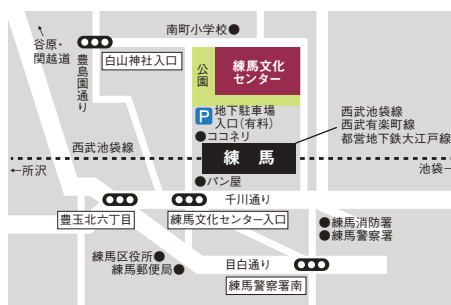 南町小学校●
↑
谷原・
関越道
豊島園通り
白山神社入口
公園
練馬文化
センター
P 地下駐車場
入口(有料)
●ココネリ
西武池袋線
西武有楽町線
都営地下鉄大江戸線
西武池袋線
練馬
←所沢
池袋→
●パン屋
千川通り
豊玉北六丁目
練馬文化センター入口
●練馬消防署
●練馬警察署
練馬区役所●
練馬郵便局●
目白通り
練馬警察署南